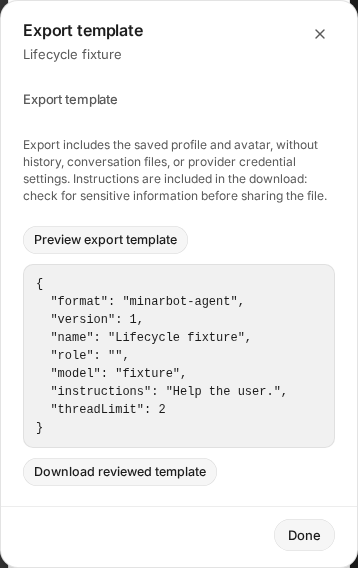 Export template
Lifecycle fixture
Export template
Export includes the saved profile and avatar, without
history, conversation files, or provider credential
settings. Instructions are included in the download:
check for sensitive information before sharing the file.
Preview export template
{
  "format": "minarbot-agent",
  "version": 1,
  "name": "Lifecycle fixture",
  "role": "",
  "model": "fixture",
  "instructions": "Help the user.",
  "threadLimit": 2
}
Download reviewed template
Done